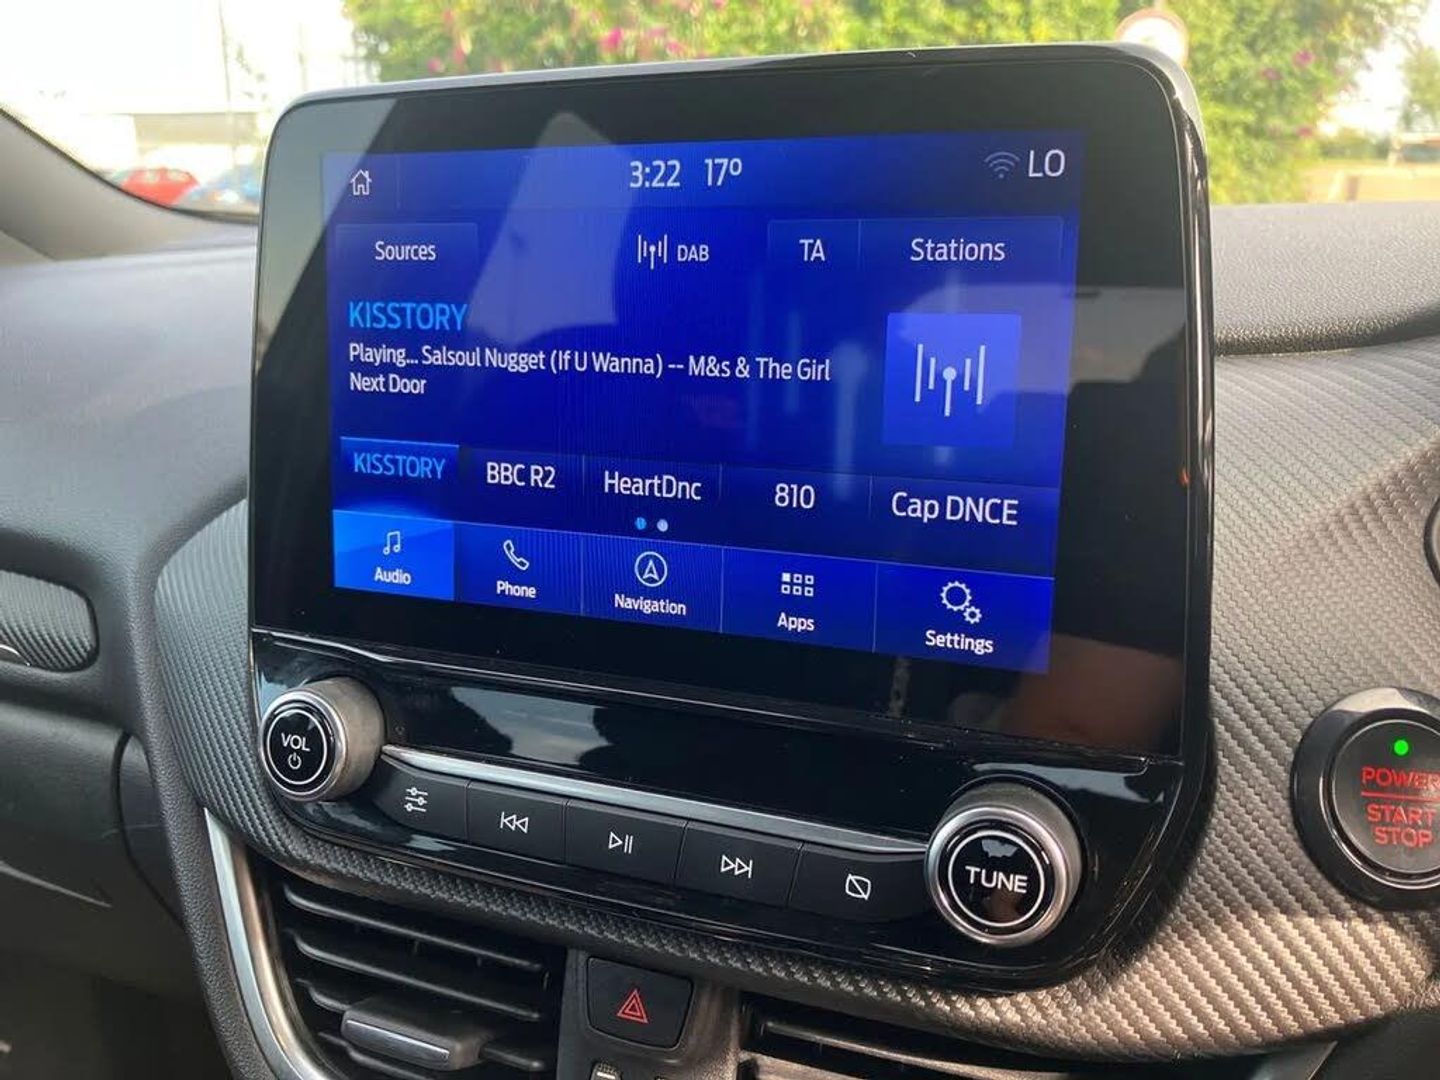 3:22 17º LO
Sources DAB TA Stations
KISSTORY
Playing... Salsoul Nugget (If U Wanna) -- M&s & The Girl
Next Door
KISSTORY BBC R2 HeartDnc 810 Cap DNCE
Audio Phone Navigation Apps Settings
VOL
TUNE
POWER
START
STOP